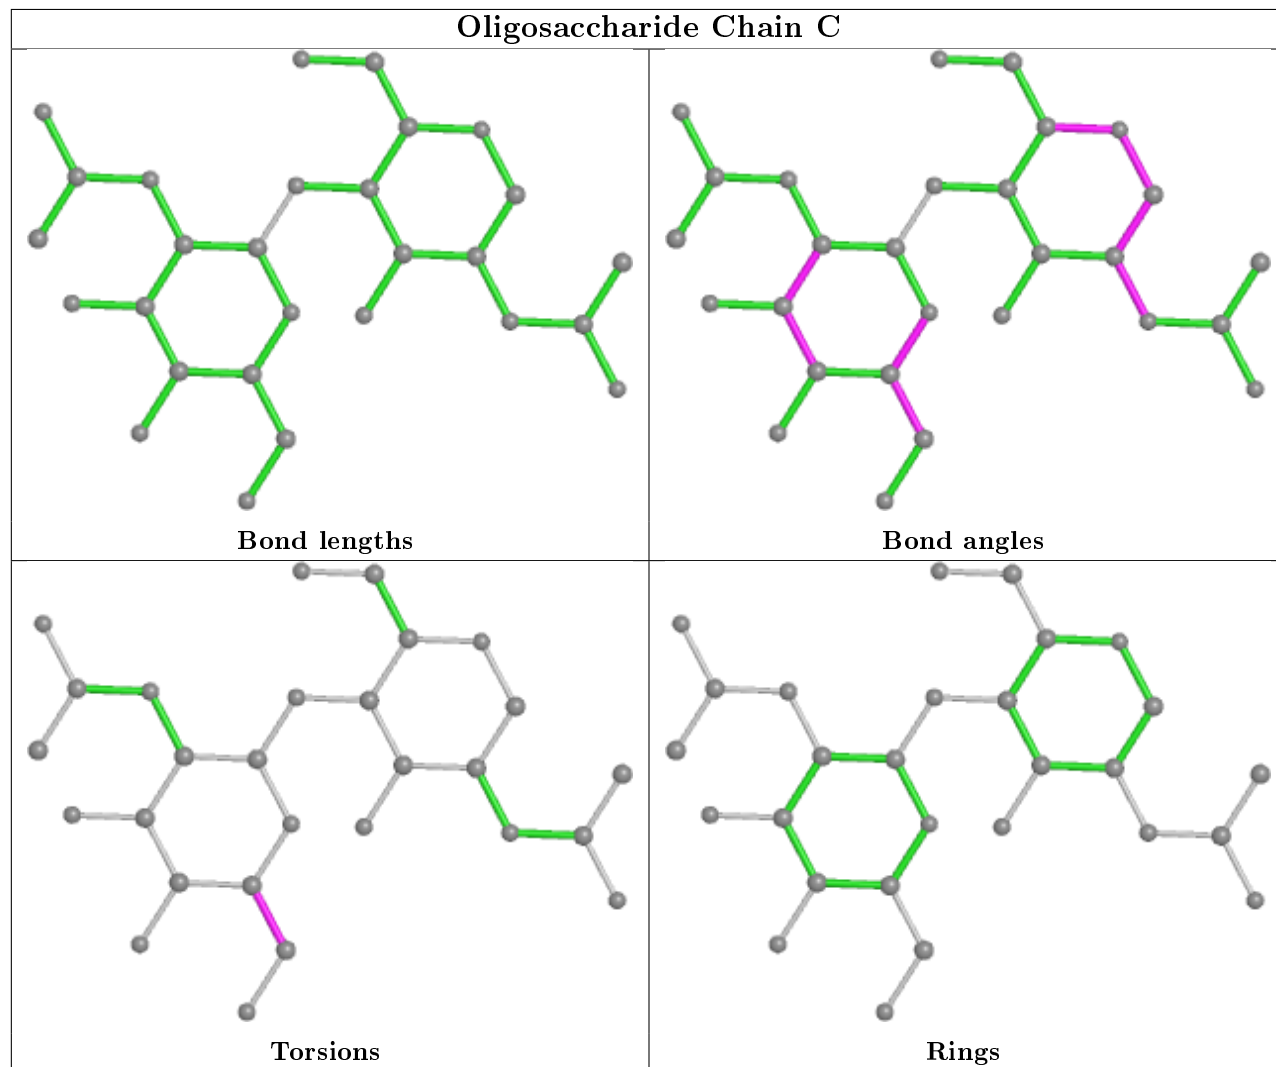 Oligosaccharide Chain C
Bond lengths
Bond angles
Torsions
Rings